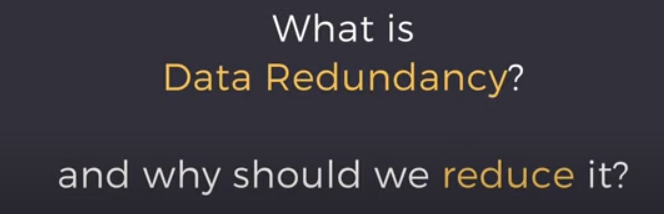 What is
Data Redundancy?
and why should we reduce it?